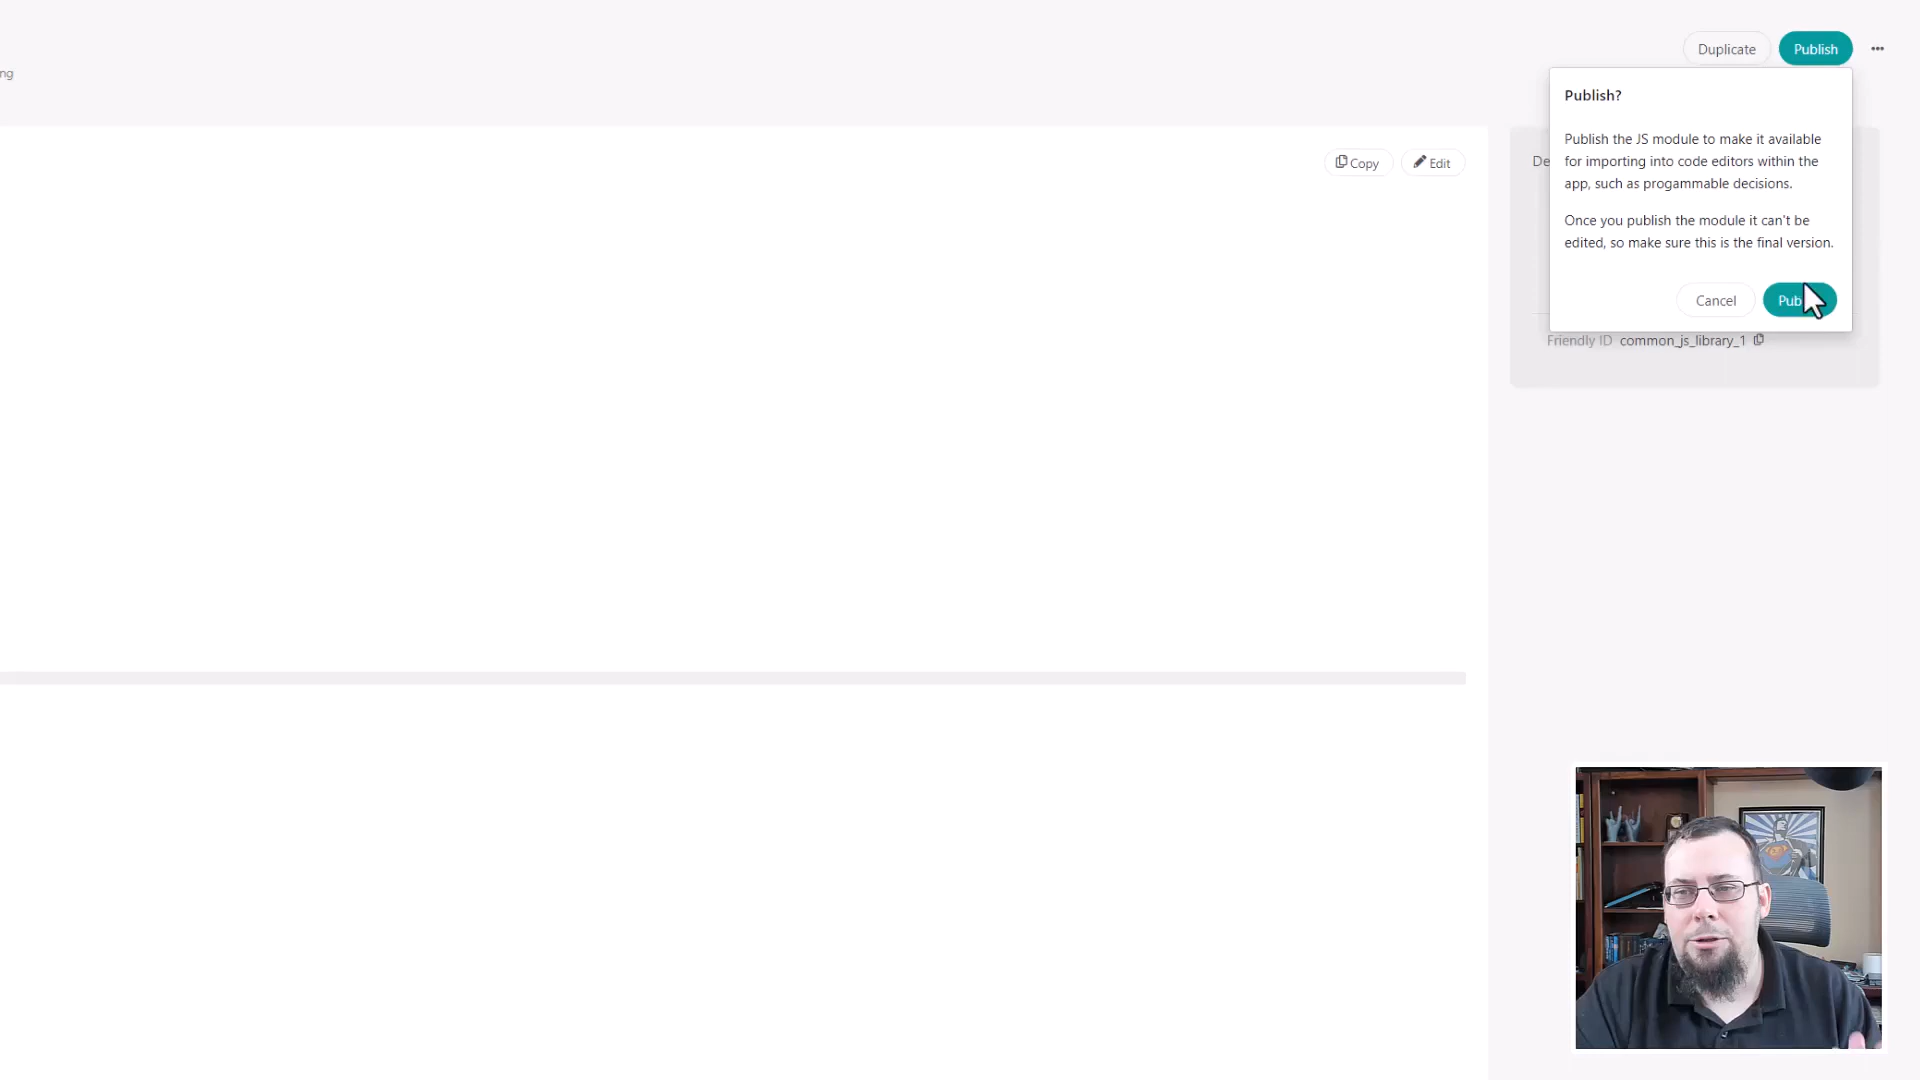 Duplicate
Publish
ng
Publish?
Publish the JS module to make it available
for importing into code editors within the
app, such as progammable decisions.
Once you publish the module it can't be
edited, so make sure this is the final version.
Copy
Edit
De
Cancel
Pub
Friendly ID common_js_library_1